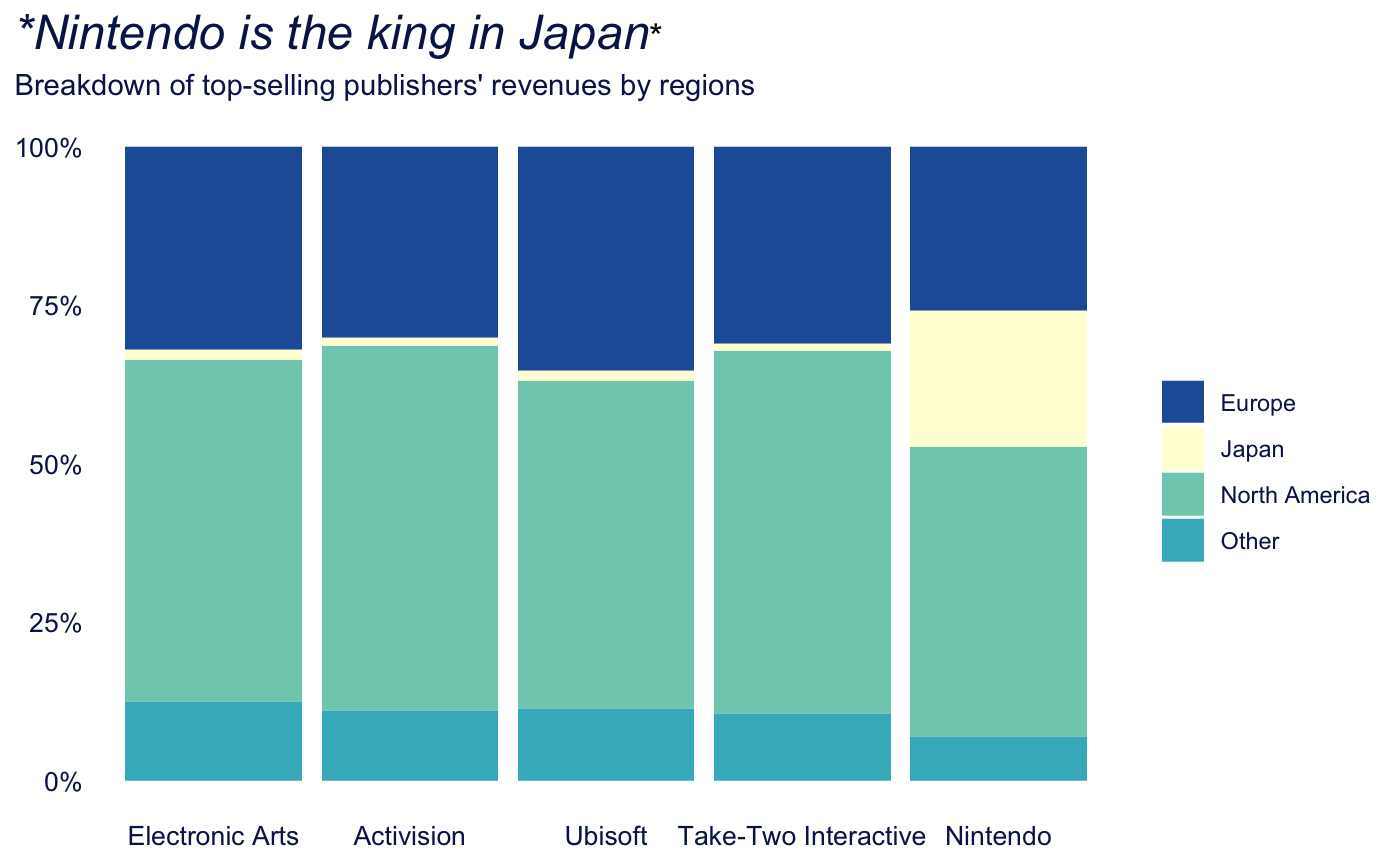 *Nintendo is the king in Japan*
Breakdown of top-selling publishers' revenues by regions
100%
75%
50%
25%
0%
Europe
Japan
North America
Other
Electronic Arts
Activision
Ubisoft
Take-Two Interactive
Nintendo